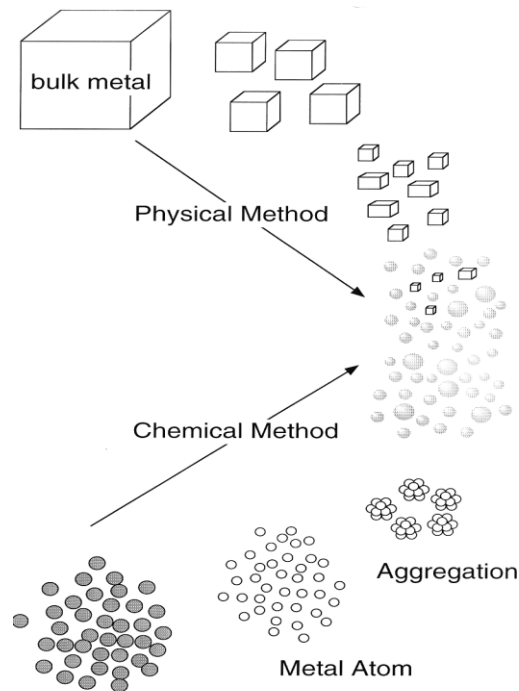 bulk metal
Physical Method
Chemical Method
Aggregation
Metal Atom